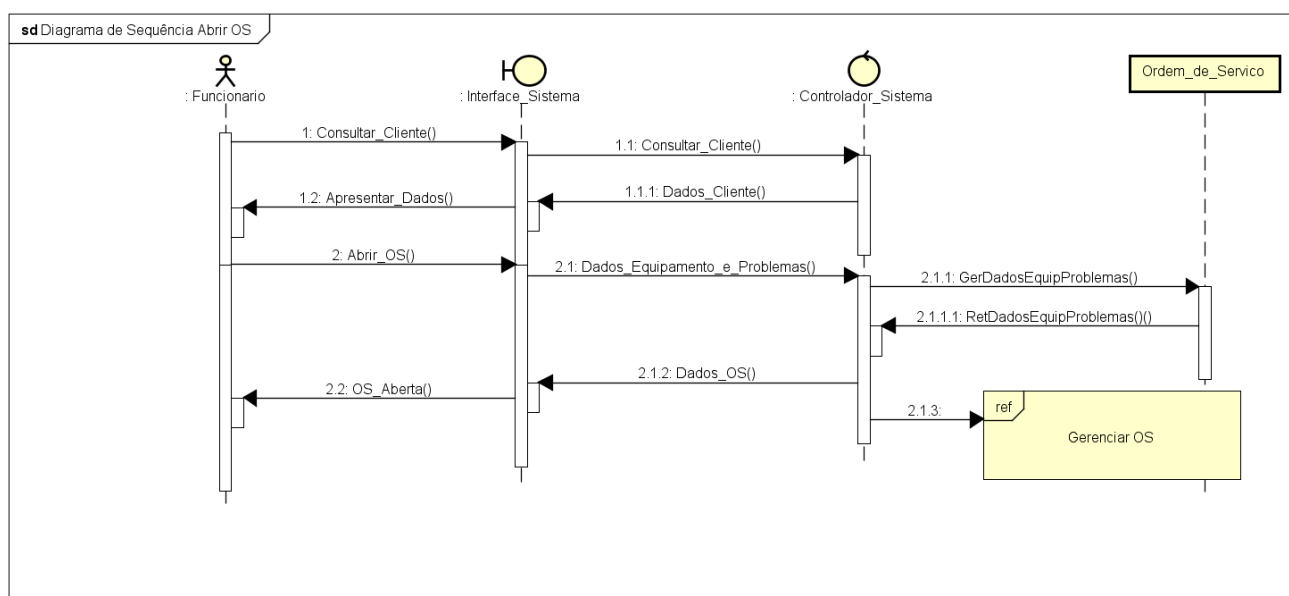 sd Diagrama de Sequência Abrir OS
: Funcionario
: Interface_Sistema
: Controlador_Sistema
Ordem_de_Servico
1: Consultar_Cliente()
1.1: Consultar_Cliente()
1.1.1: Dados_Cliente()
1.2: Apresentar_Dados()
2: Abrir_OS()
2.1: Dados_Equipamento_e_Problemas()
2.1.1: GerDadosEquipProblemas()
2.1.1.1: RetDadosEquipProblemas()()
2.1.2: Dados_OS()
2.2: OS_Aberta()
2.1.3:
ref
Gerenciar OS